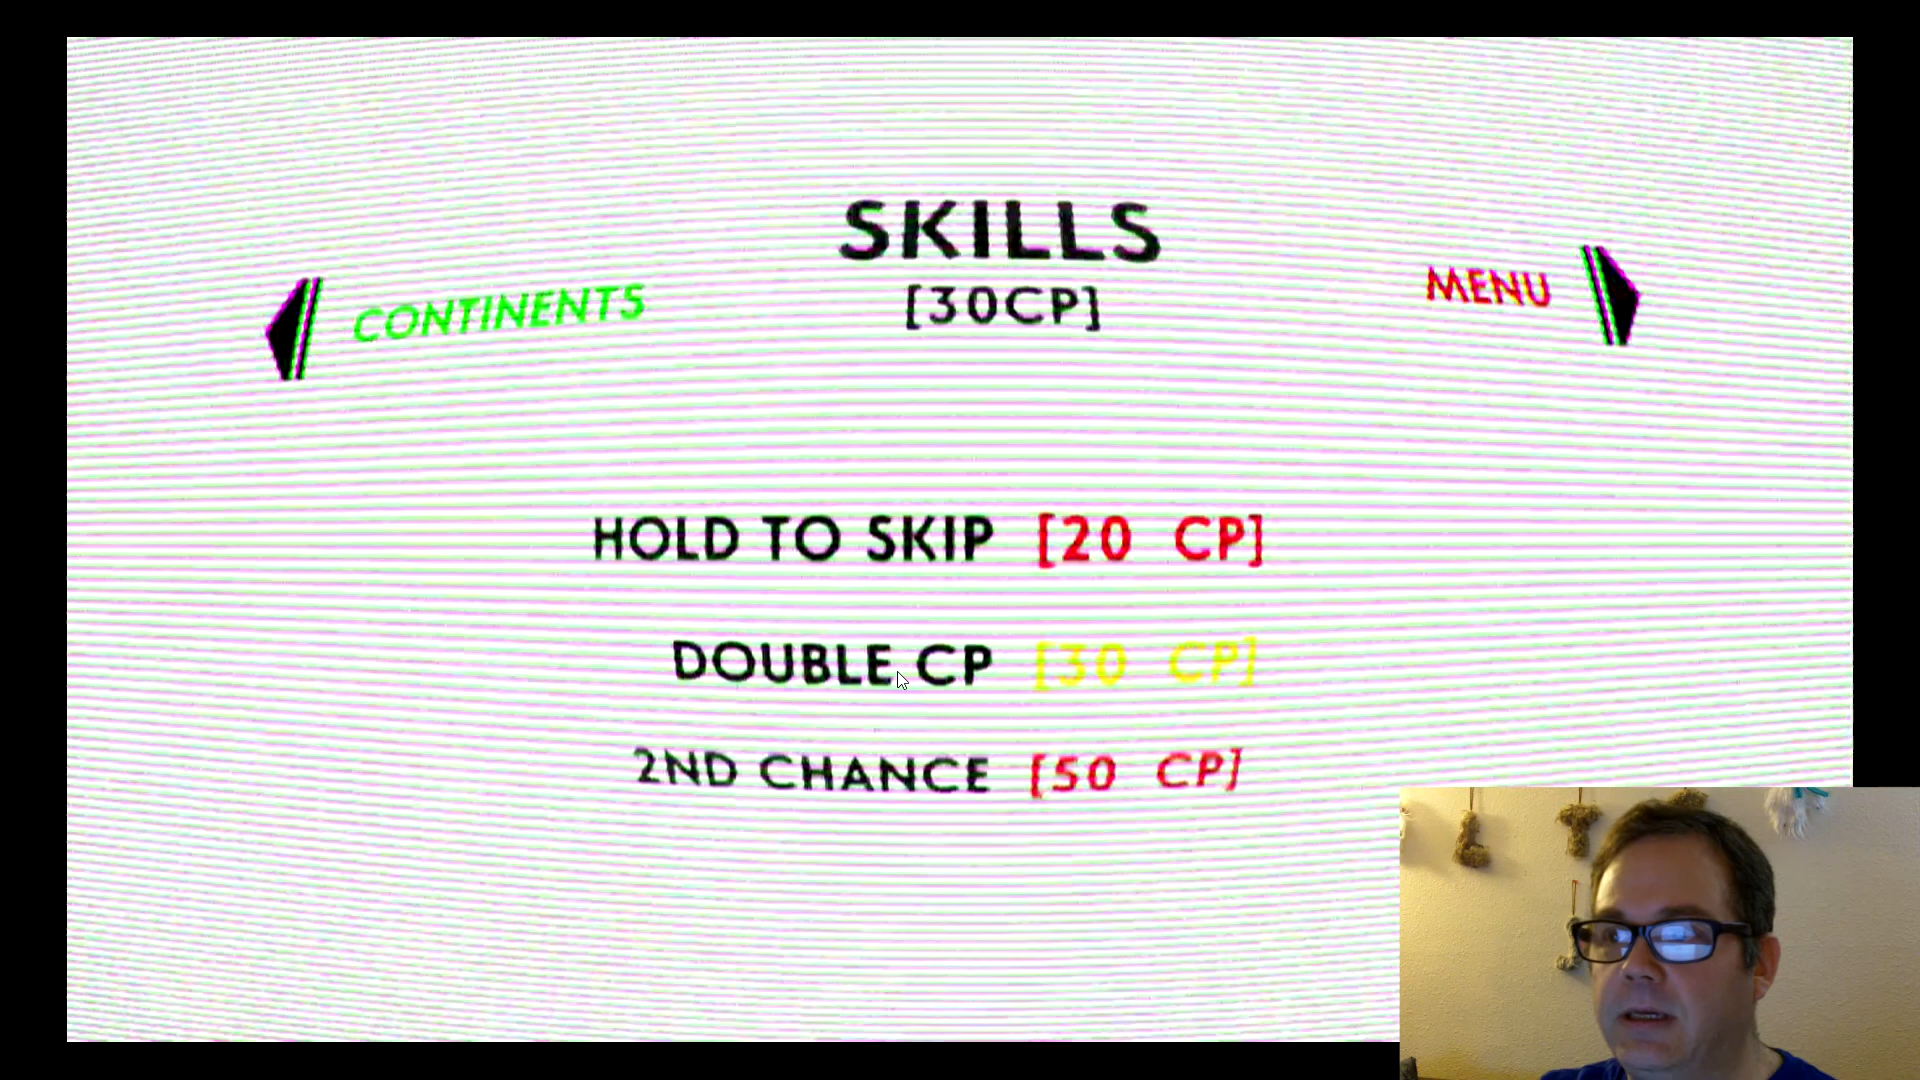 SKILLS
[30CP]
CONTINENTS
MENU
HOLD TO SKIP [20 CP]
DOUBLE CP [30 CP]
2ND CHANCE [50 CP]